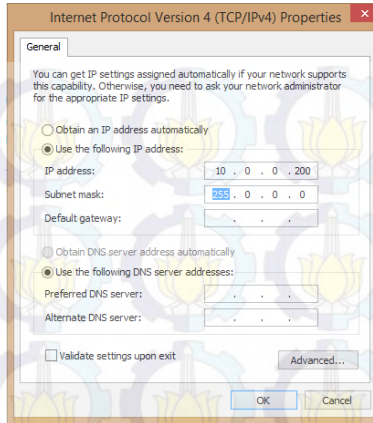 Internet Protocol Version 4 (TCP/IPv4) Properties
General
You can get IP settings assigned automatically if your network supports
this capability. Otherwise, you need to ask your network administrator
for the appropriate IP settings.
Obtain an IP address automatically
Use the following IP address:
IP address: 10 . 0 . 0 . 200
Subnet mask: 255 . 0 . 0 . 0
Default gateway: . . .
Obtain DNS server address automatically
Use the following DNS server addresses:
Preferred DNS server: . . .
Alternate DNS server: . . .
Validate settings upon exit
Advanced...
OK Cancel